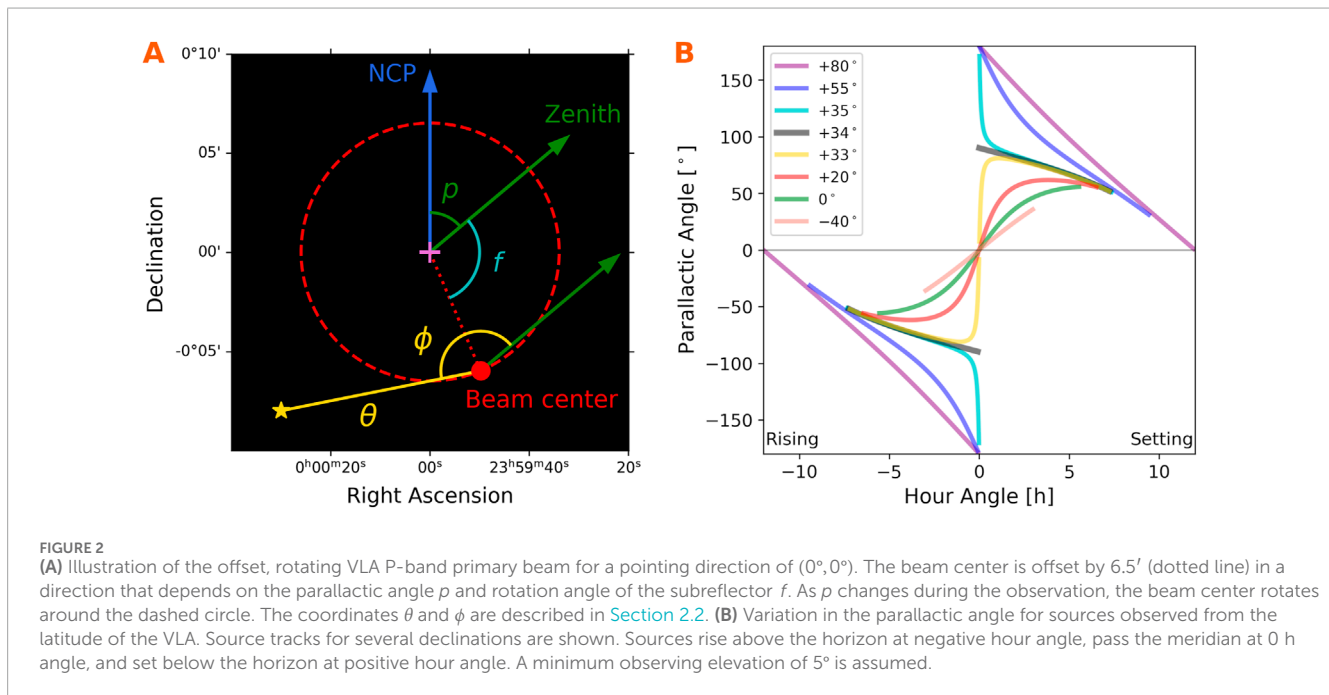 A
0°10'
05'
00'
-0°05'
Declination
NCP
Zenith
p
f
ϕ
θ
Beam center
0ʰ00ᵐ20ˢ
00ˢ
23ʰ59ᵐ40ˢ
20ˢ
Right Ascension
B
+80°
+55°
+35°
+34°
+33°
+20°
0°
−40°
150
100
50
0
−50
−100
−150
Parallactic Angle [°]
Rising
Setting
−10
−5
0
5
10
Hour Angle [h]
FIGURE 2
(A) Illustration of the offset, rotating VLA P-band primary beam for a pointing direction of (0°,0°). The beam center is offset by 6.5′ (dotted line) in a
direction that depends on the parallactic angle p and rotation angle of the subreflector f. As p changes during the observation, the beam center rotates
around the dashed circle. The coordinates θ and ϕ are described in Section 2.2. (B) Variation in the parallactic angle for sources observed from the
latitude of the VLA. Source tracks for several declinations are shown. Sources rise above the horizon at negative hour angle, pass the meridian at 0 h
angle, and set below the horizon at positive hour angle. A minimum observing elevation of 5° is assumed.